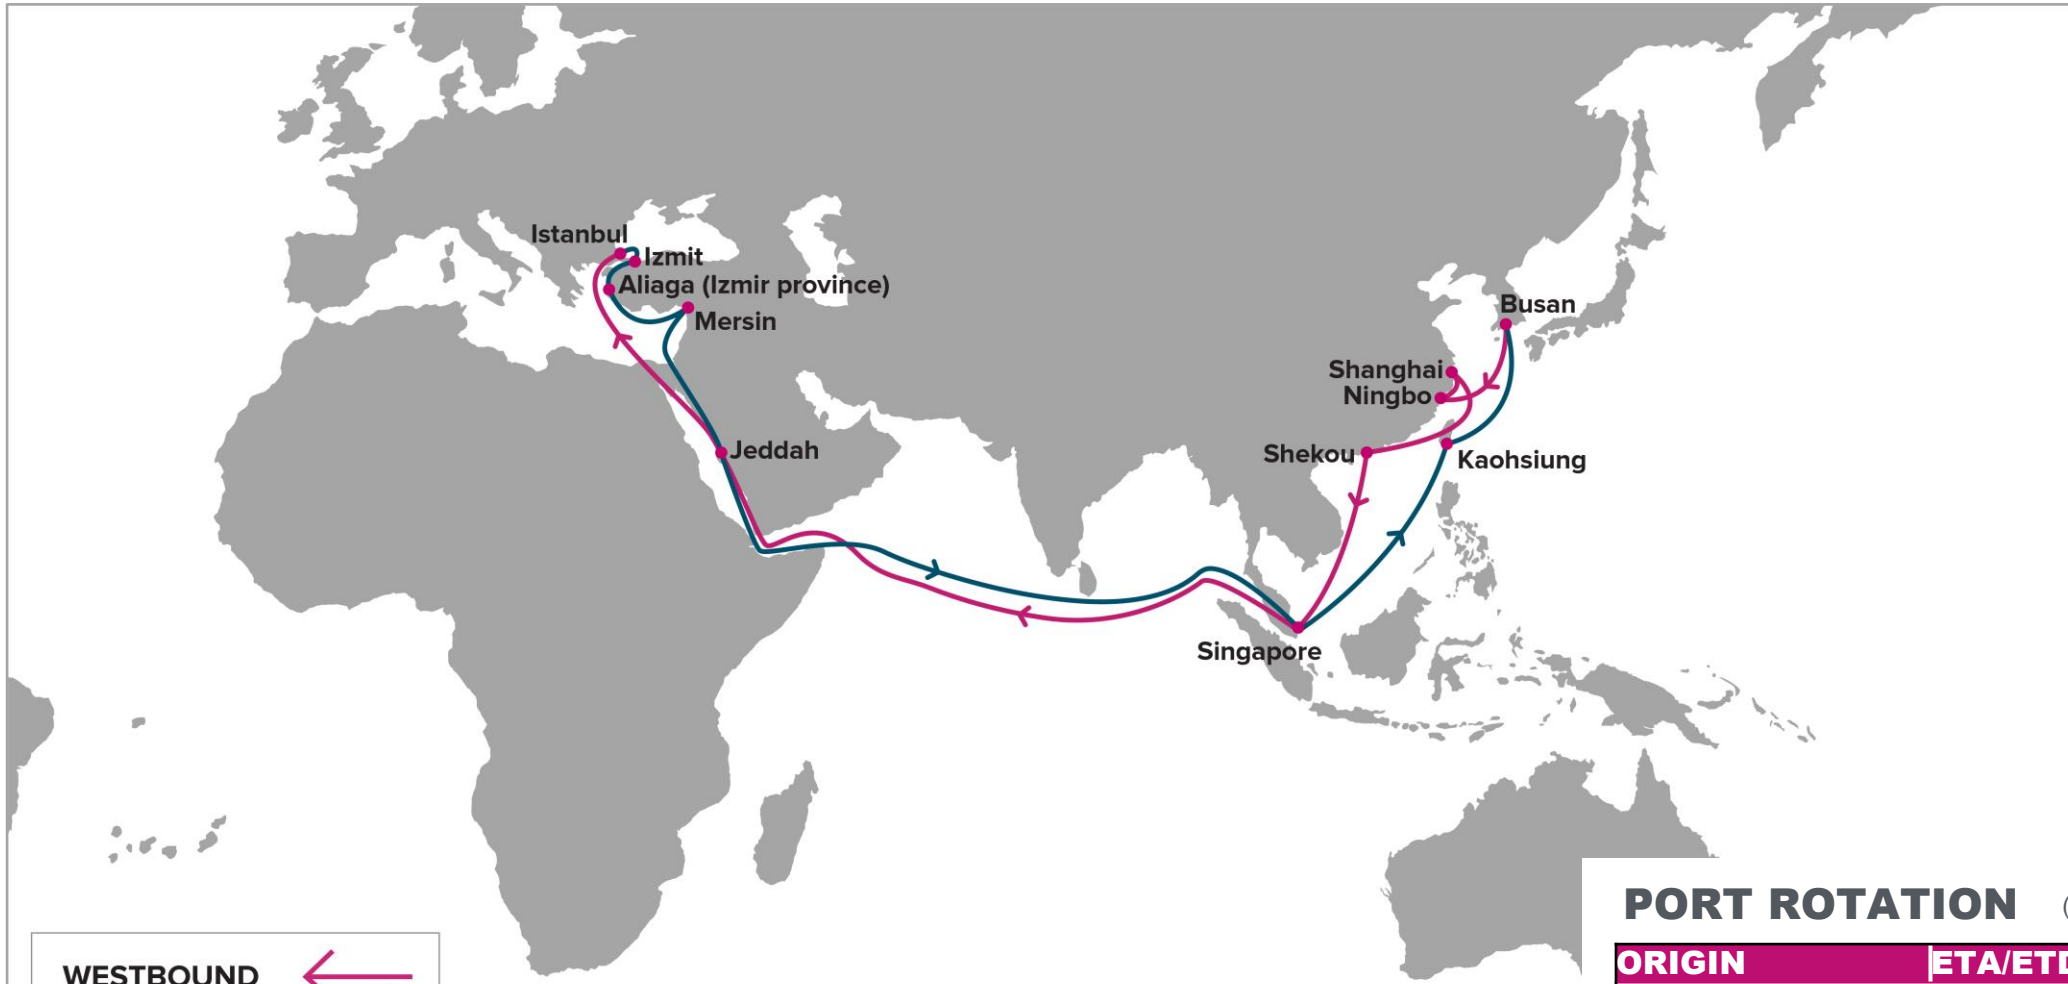 Istanbul
Izmit
Aliaga (Izmir province)
Mersin
Busan
Shanghai
Ningbo
Jeddah
Shekou
Kaohsiung
Singapore
PORT ROTATION (
ORIGIN ETA/ETD
WESTBOUND